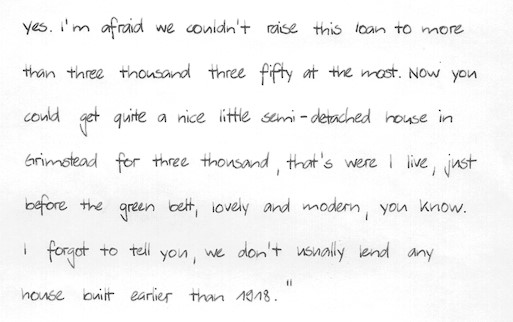 yes. I'm afraid we couldn't raise this loan to more
than three thousand three fifty at the most. Now you
could get quite a nice little semi-detached house in
Grimstead for three thousand, that's were I live, just
before the green belt, lovely and modern, you know.
I forgot to tell you, we don't usually lend any
house built earlier than 1918."